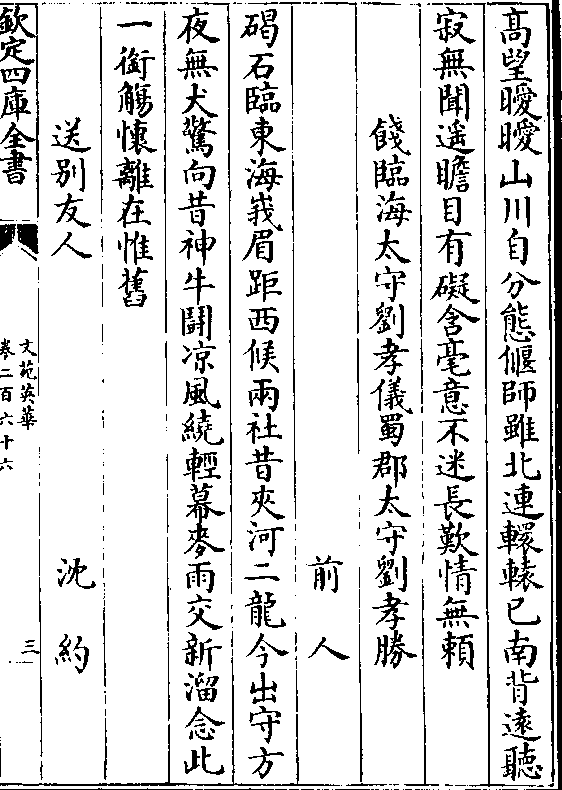 髙望曖曖山川自分態偃師雖北連轘轅已南背逺聽
寂無聞遥瞻目有礙含毫意不迷長歎情無賴
餞臨海太守劉孝儀蜀郡太守劉孝勝
前人
碣石臨東海峩眉距西候兩社昔夾河二龍今出守方
夜無犬驚向昔神牛鬭凉風繞輕幕麥雨交新溜念此
一銜觴懷離在惟舊
送别友人 沈約
欽定四庫全書
文苑英華
卷二百六十六
三